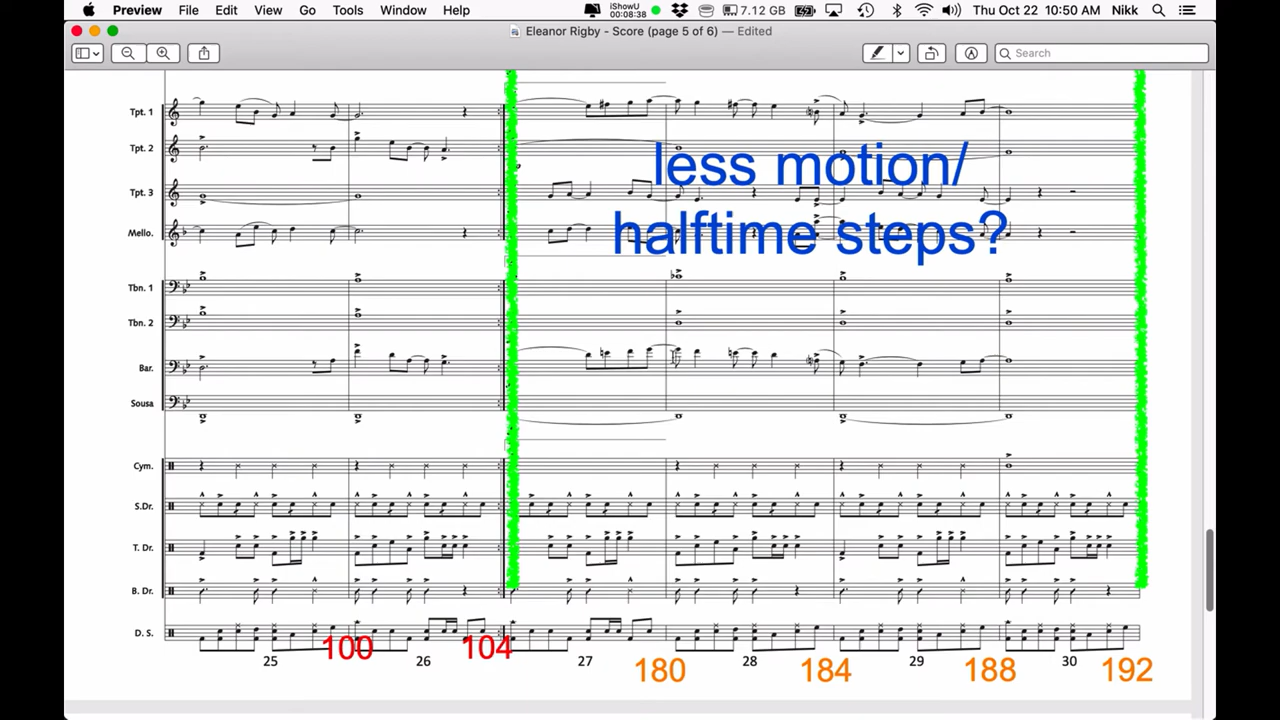 Preview File Edit View Go Tools Window Help iShowU 00:08:38 7.12 GB Thu Oct 22 10:50 AM Nikk
Eleanor Rigby - Score (page 5 of 6) — Edited
Search
Tpt. 1
Tpt. 2
less motion/
Tpt. 3
Mello.
halftime steps?
Tbn. 1
Tbn. 2
Bar.
Sousa
Cym.
S.Dr.
T. Dr.
B. Dr.
D. S.
25 100 26 104 27 180 28 184 29 188 30 192